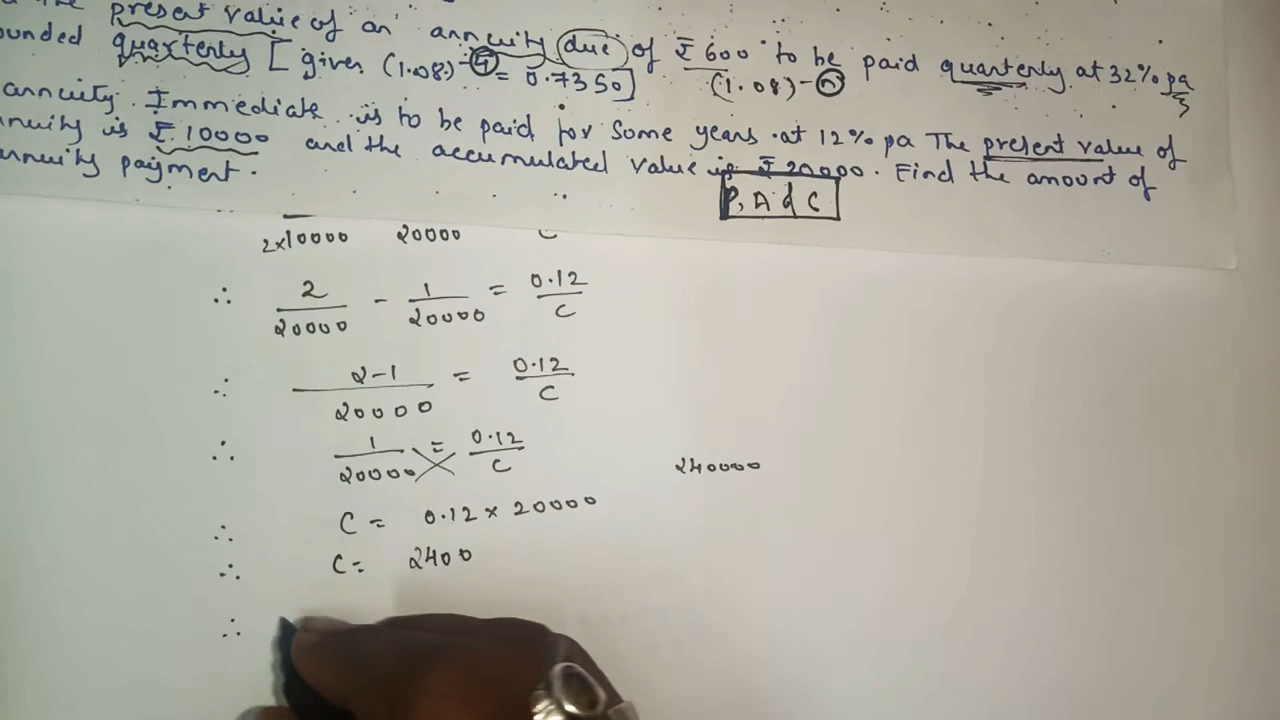 present value of an annuity due of ₹ 600 to be paid quarterly at 32% pa
ounded quarterly [given (1.08)⁻④ = 0.7350] (1.08)-ⓝ
annuity Immediate is to be paid for some years at 12% pa The present value of
nnuity is ₹ 10000 and the accumulated value is ₹ 20000. Find the amount of
annuity payment.
P, A d C
2×10000 20000 C
∴ 2/20000 - 1/20000 = 0.12/C
∴ 2-1/20000 = 0.12/C
∴ 1/20000 = 0.12/C
240000
∴ C = 0.12 × 20000
∴ C = 2400
∴